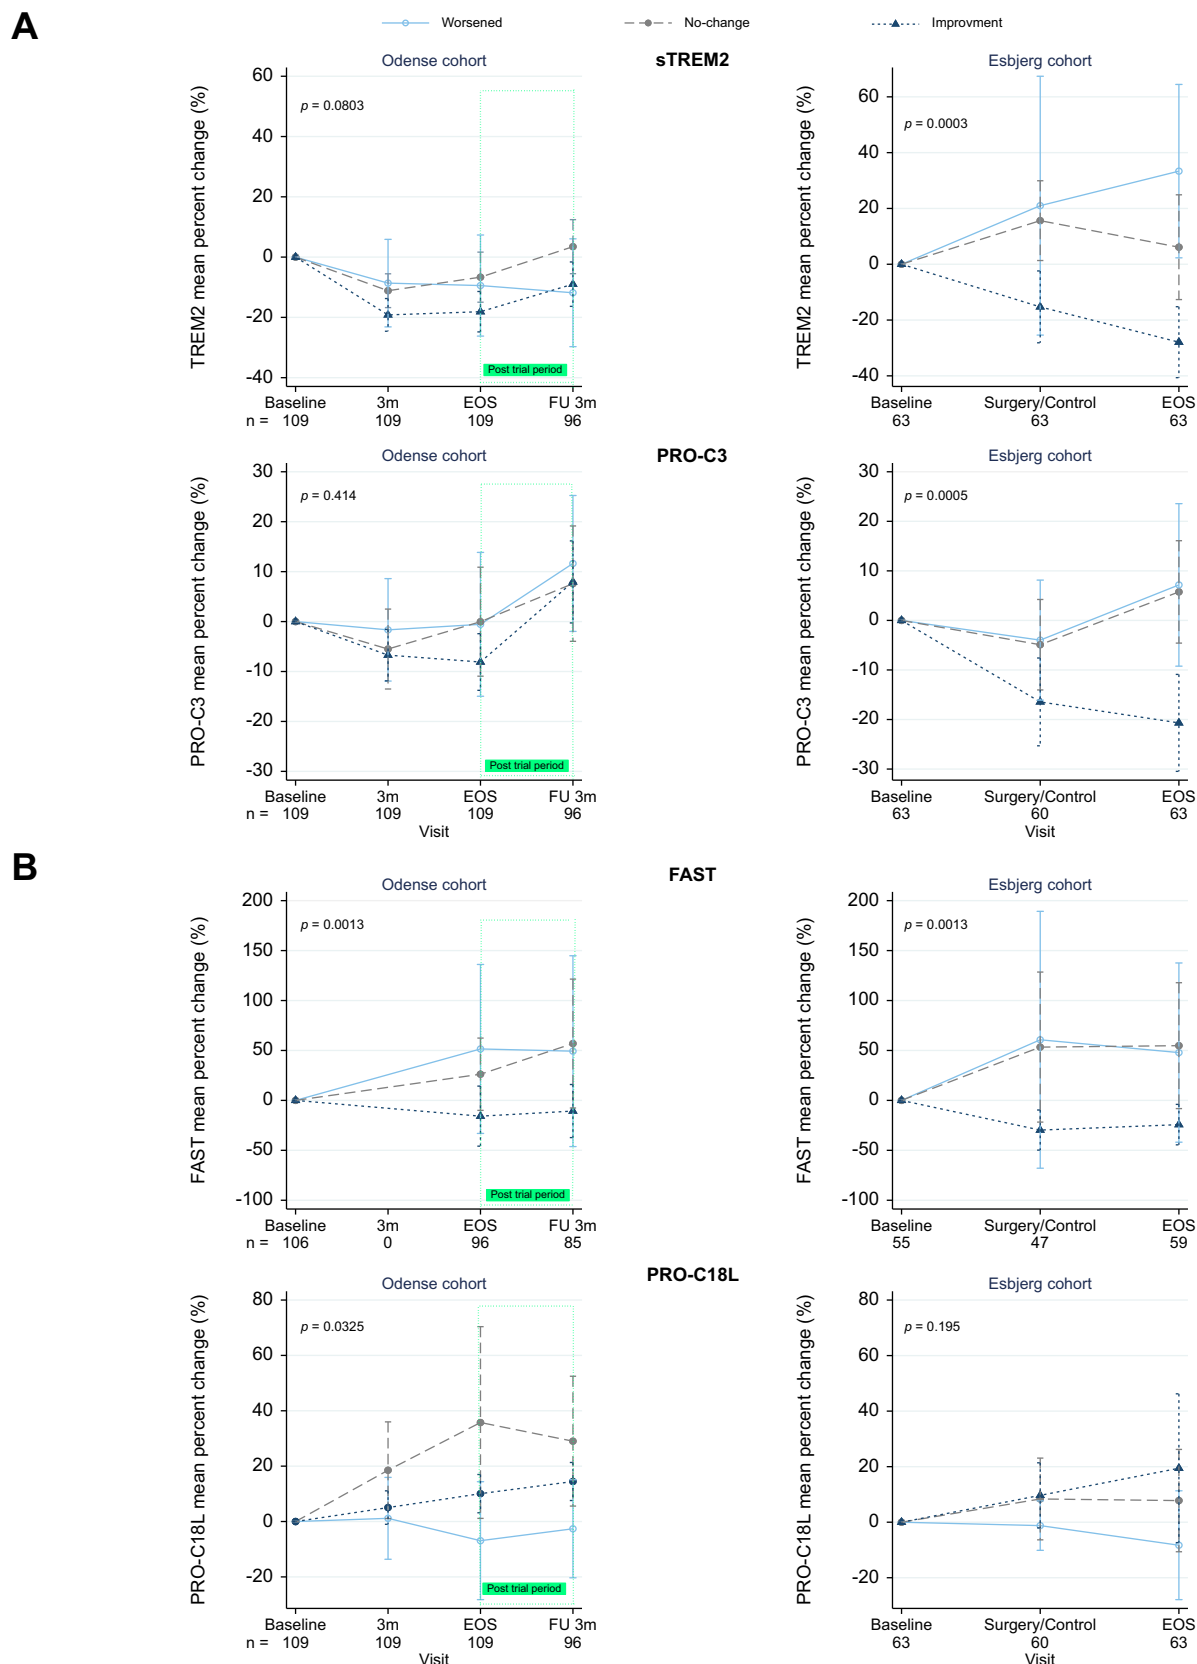 A
Worsened No-change Improvment
sTREM2
Odense cohort
TREM2 mean percent change (%)
60
40
20
0
-20
-40
p = 0.0803
Post trial period
Baseline 3m EOS FU 3m
n = 109 109 109 96
Esbjerg cohort
TREM2 mean percent change (%)
60
40
20
0
-20
-40
p = 0.0003
Baseline Surgery/Control EOS
63 63 63
PRO-C3
Odense cohort
PRO-C3 mean percent change (%)
30
20
10
0
-10
-20
-30
p = 0.414
Post trial period
Baseline 3m EOS FU 3m
n = 109 109 109 96
Visit
Esbjerg cohort
PRO-C3 mean percent change (%)
30
20
10
0
-10
-20
-30
p = 0.0005
Baseline Surgery/Control EOS
63 60 63
Visit
B
FAST
Odense cohort
FAST mean percent change (%)
200
150
100
50
0
-50
-100
p = 0.0013
Post trial period
Baseline 3m EOS FU 3m
n = 106 0 96 85
Esbjerg cohort
FAST mean percent change (%)
200
150
100
50
0
-50
-100
p = 0.0013
Baseline Surgery/Control EOS
55 47 59
PRO-C18L
Odense cohort
PRO-C18L mean percent change (%)
80
60
40
20
0
-20
p = 0.0325
Post trial period
Baseline 3m EOS FU 3m
n = 109 109 109 96
Visit
Esbjerg cohort
PRO-C18L mean percent change (%)
80
60
40
20
0
-20
p = 0.195
Baseline Surgery/Control EOS
63 60 63
Visit